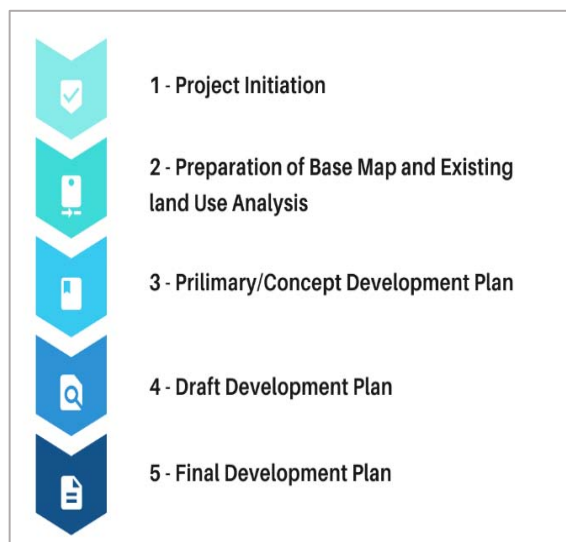 1 - Project Initiation
2 - Preparation of Base Map and Existing
land Use Analysis
3 - Prilimary/Concept Development Plan
4 - Draft Development Plan
5 - Final Development Plan